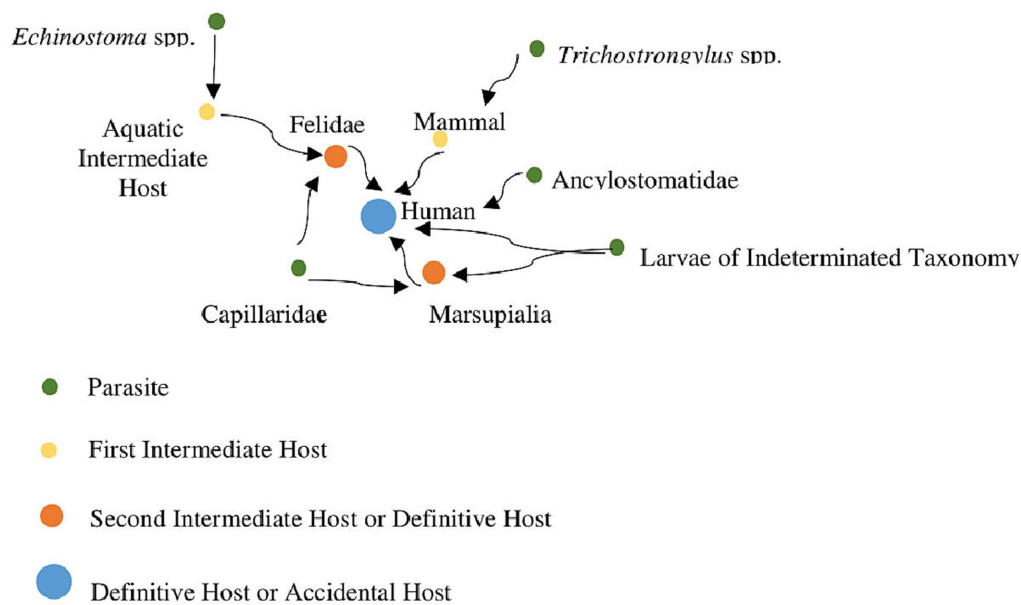 Echinostoma spp.
Trichostrongylus spp.
Aquatic
Intermediate
Host
Felidae
Mammal
Ancylostomatidae
Human
Larvae of Indeterminated Taxonomy
Capillaridae
Marsupialia
Parasite
First Intermediate Host
Second Intermediate Host or Definitive Host
Definitive Host or Accidental Host